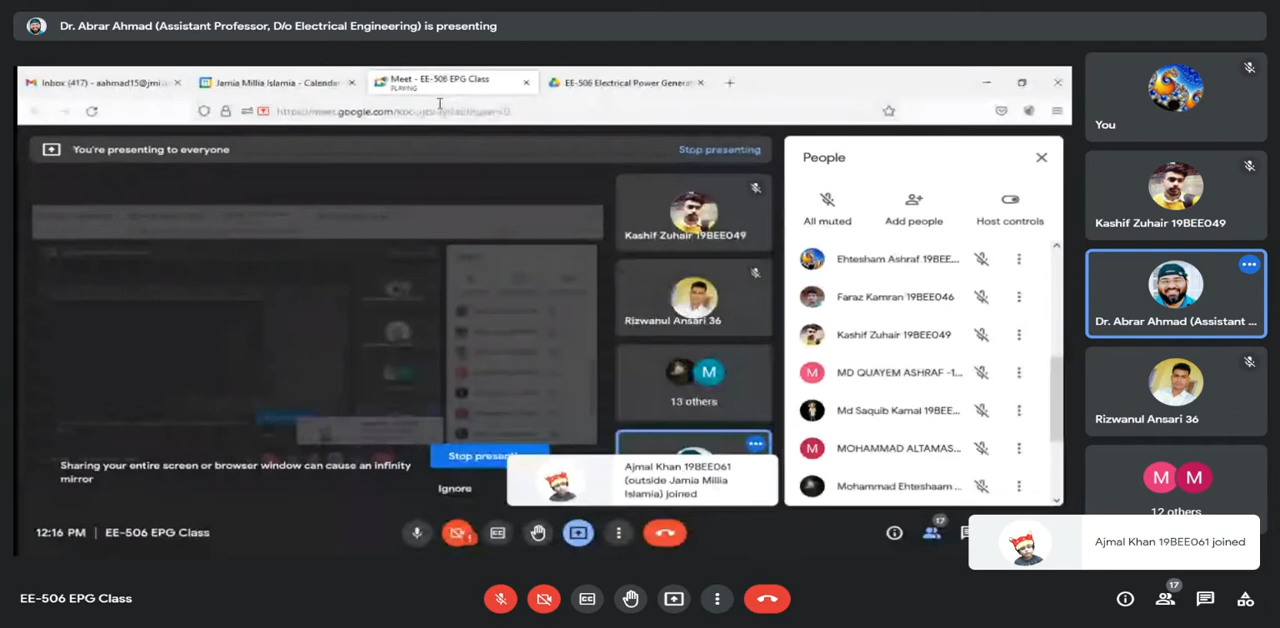 Dr. Abrar Ahmad (Assistant Professor, D/o Electrical Engineering) is presenting
Inbox (417) - aahmad15@jmi.a
Jamia Millia Islamia - Calendar
Meet - EE-506 EPG Class
PLAYING
EE-506 Electrical Power Generat
https://meet.google.com/
You're presenting to everyone
Stop presenting
Kashif Zuhair 19BEE049
Rizwanul Ansari 36
M
13 others
Sharing your entire screen or browser window can cause an infinity
mirror
Stop presenti
Ignore
Ajmal Khan 19BEE061
(outside Jamia Millia
Islamia) joined
People
All muted
Add people
Host controls
Ehtesham Ashraf 19BEE...
Faraz Kamran 19BEE046
Kashif Zuhair 19BEE049
M
MD QUAYEM ASHRAF -1...
Md Saquib Kamal 19BEE...
M
MOHAMMAD ALTAMAS...
Mohammad Ehteshaam ...
12:16 PM | EE-506 EPG Class
17
You
Kashif Zuhair 19BEE049
Dr. Abrar Ahmad (Assistant ...
Rizwanul Ansari 36
M M
12 others
Ajmal Khan 19BEE061 joined
EE-506 EPG Class
17